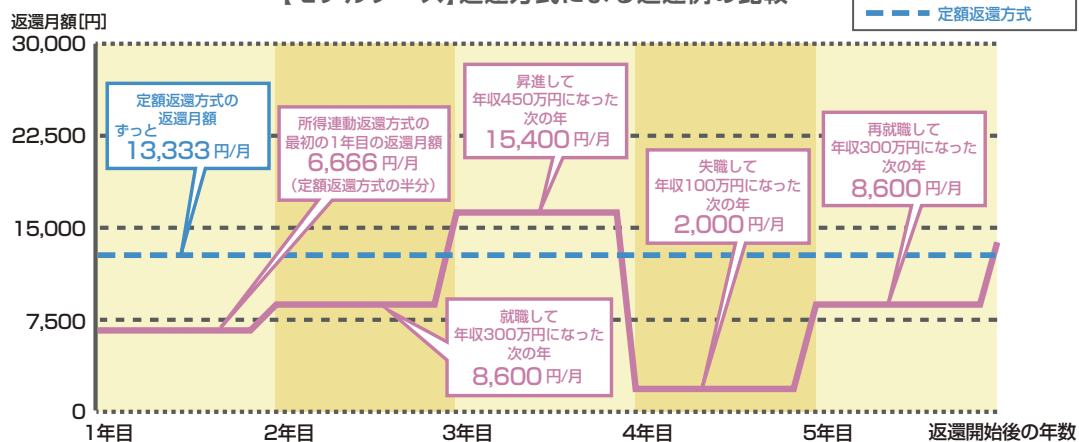 定額返還方式
返還月額[円]
30,000
22,500
15,000
7,500
0
定額返還方式の
返還月額
ずっと
13,333円/月
所得連動返還方式の
最初の1年目の返還月額
6,666円/月
（定額返還方式の半分）
昇進して
年収450万円になった
次の年
15,400円/月
失職して
年収100万円になった
次の年
2,000円/月
再就職して
年収300万円になった
次の年
8,600円/月
就職して
年収300万円になった
次の年
8,600円/月
1年目
2年目
3年目
4年目
5年目
返還開始後の年数